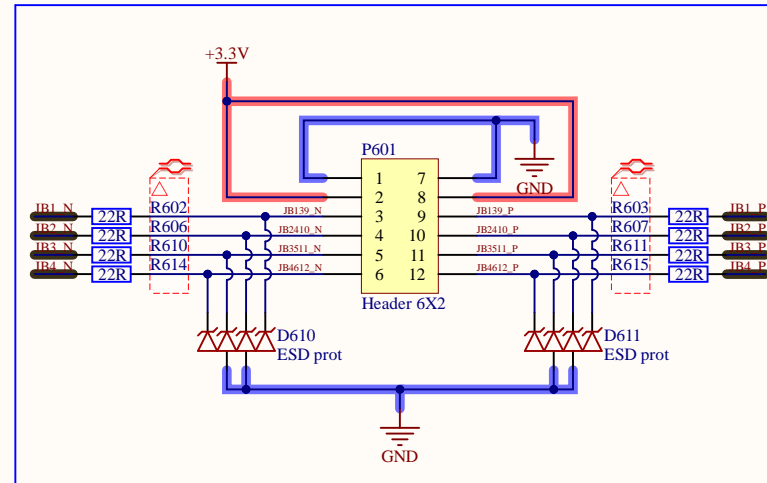 +3.3V
P601
GND
1 7
2 8
JB1_N 22R R602 JB139_N 3 9 JB139_P R603 22R JB1_P
JB2_N 22R R606 JB2410_N 4 10 JB2410_P R607 22R JB2_P
JB3_N 22R R610 JB3511_N 5 11 JB3511_P R611 22R JB3_P
JB4_N 22R R614 JB4612_N 6 12 JB4612_P R615 22R JB4_P
Header 6X2
D610 D611
ESD prot ESD prot
GND